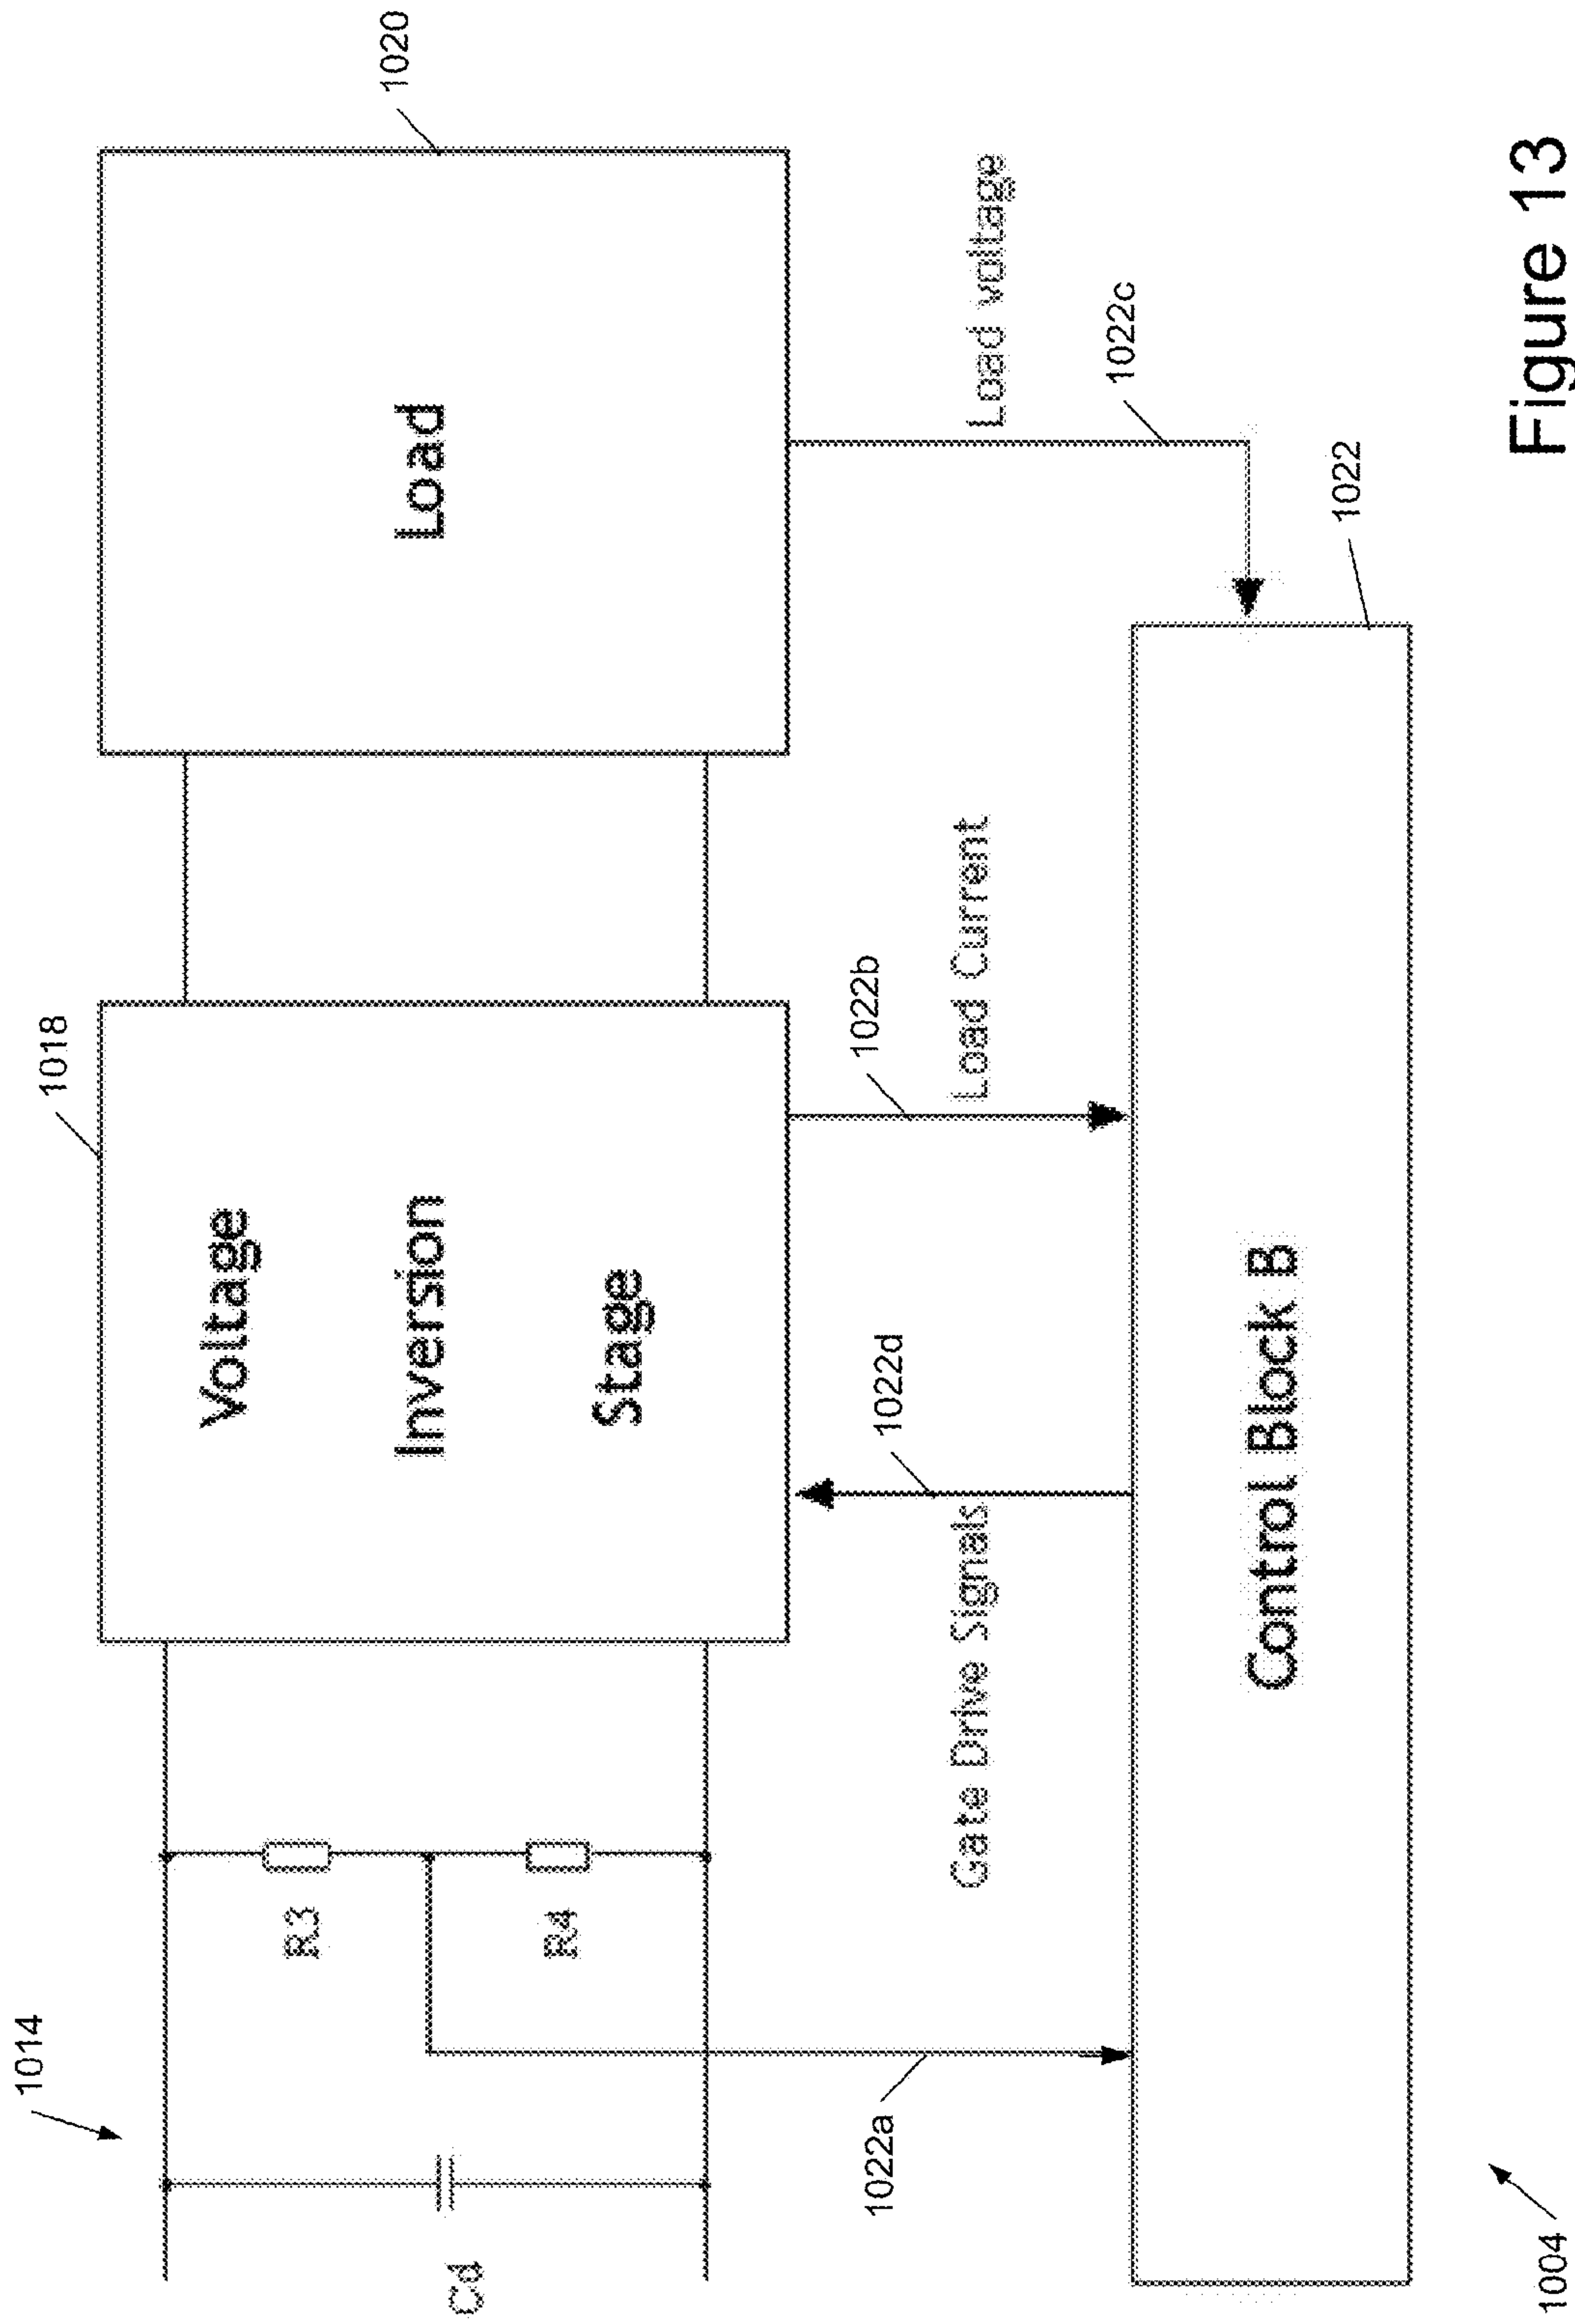 1014
1018
1020
Cd
R3
R4
Voltage
Inversion
Stage
Load
1022a
1022d
1022b
1022c
Gate Drive Signals
Load Current
Load voltage
Control Block B
1022
1004
Figure 13